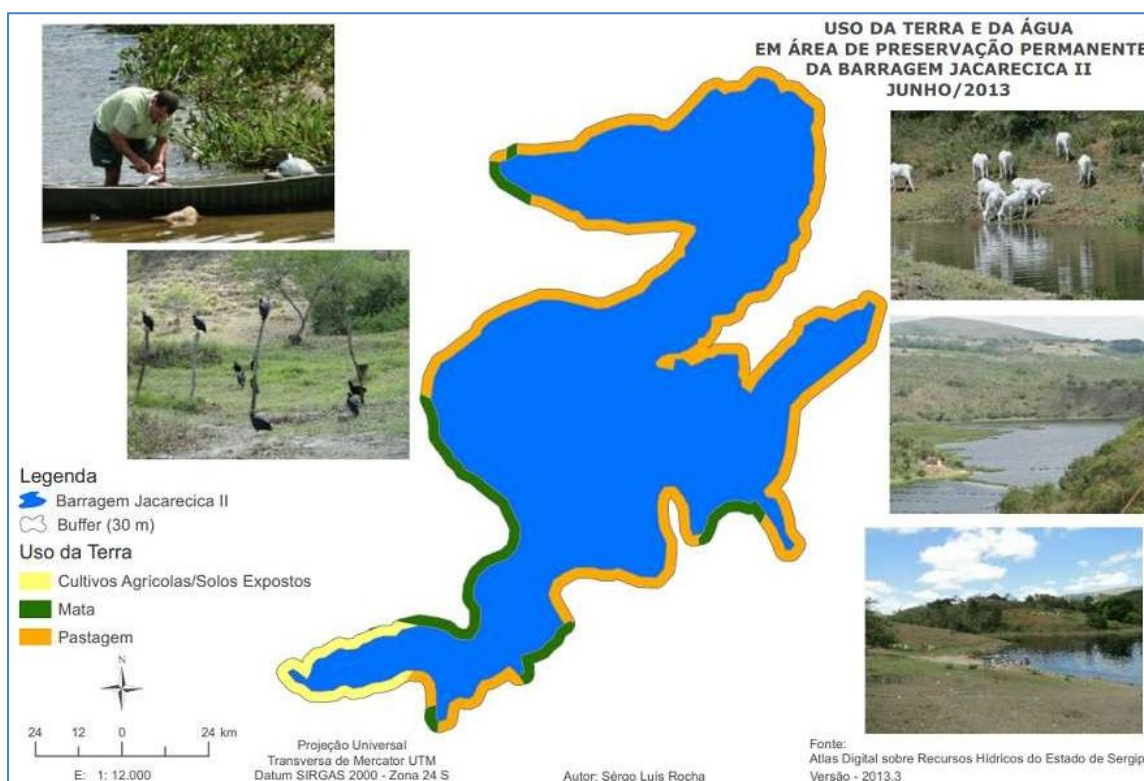 USO DA TERRA E DA ÁGUA
EM ÁREA DE PRESERVAÇÃO PERMANENTE
DA BARRAGEM JACARECICA II
JUNHO/2013
Legenda
Barragem Jacarecica II
Buffer (30 m)
Uso da Terra
Cultivos Agrícolas/Solos Expostos
Mata
Pastagem
N
24 12 0 24 km
E: 1: 12.000
Projeção Universal
Transversa de Mercator UTM
Datum SIRGAS 2000 - Zona 24 S
Autor: Sérgo Luís Rocha
Fonte:
Atlas Digital sobre Recursos Hídricos do Estado de Sergip
Versão - 2013.3